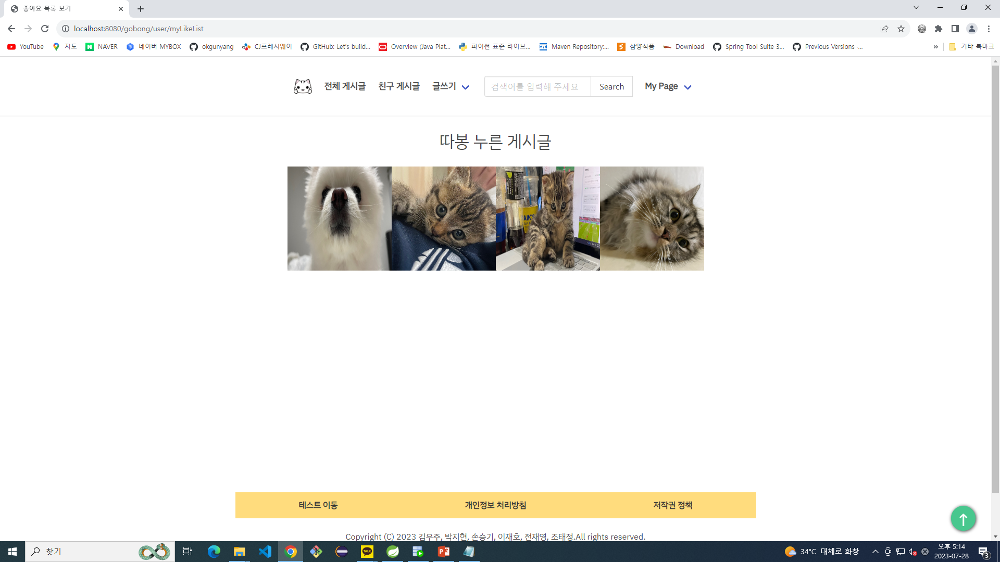 좋아요 목록 보기
localhost:8080/gobong/user/myLikeList
YouTube 지도 NAVER 네이버 MYBOX okgunyang CJ프레시웨이 GitHub: Let's build... Overview (Java Plat... 파이썬 표준 라이브... Maven Repository:... 삼양식품 Download Spring Tool Suite 3... Previous Versions ·... » 기타 북마크
전체 게시글 친구 게시글 글쓰기 검색어를 입력해 주세요 Search My Page
따봉 누른 게시글
테스트 이동 개인정보 처리방침 저작권 정책
Copyright (C) 2023 김우주, 박지현, 손승기, 이재호, 전재영, 조태정.All rights reserved.
찾기 TALK 34°C 대체로 화창 오후 5:14
2023-07-28 3